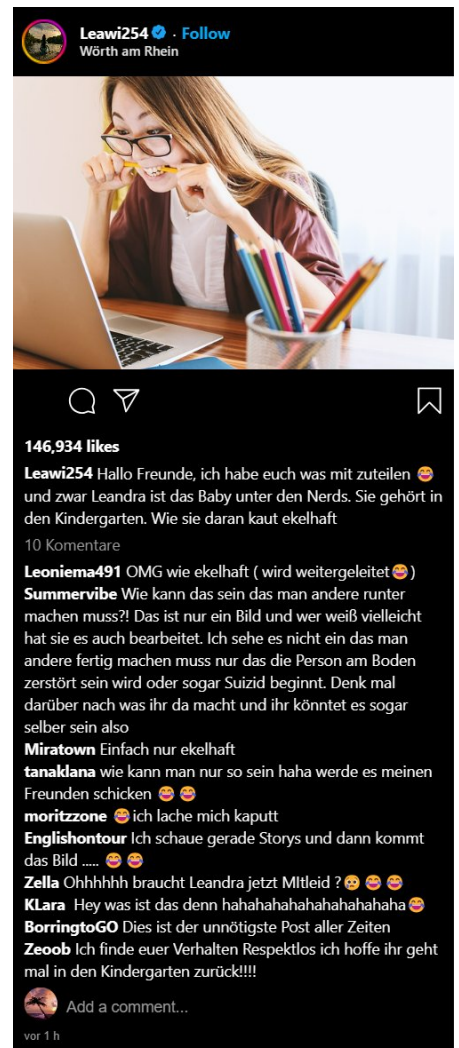 Leawi254 · Follow
Wörth am Rhein
146,934 likes
Leawi254 Hallo Freunde, ich habe euch was mit zuteilen 😂
und zwar Leandra ist das Baby unter den Nerds. Sie gehört in
den Kindergarten. Wie sie daran kaut ekelhaft
10 Komentare
Leoniema491 OMG wie ekelhaft ( wird weitergeleitet😂)
Summervibe Wie kann das sein das man andere runter
machen muss?! Das ist nur ein Bild und wer weiß vielleicht
hat sie es auch bearbeitet. Ich sehe es nicht ein das man
andere fertig machen muss nur das die Person am Boden
zerstört sein wird oder sogar Suizid beginnt. Denk mal
darüber nach was ihr da macht und ihr könntet es sogar
selber sein also
Miratown Einfach nur ekelhaft
tanaklana wie kann man nur so sein haha werde es meinen
Freunden schicken 😂 😂
moritzzone 😂ich lache mich kaputt
Englishontour Ich schaue gerade Storys und dann kommt
das Bild ..... 😂 😂
Zella Ohhhhhh braucht Leandra jetzt MItleid ?😢 😂 😂
KLara Hey was ist das denn hahahahahahahahahahaha😂
BorringtoGO Dies ist der unnötigste Post aller Zeiten
Zeoob Ich finde euer Verhalten Respektlos ich hoffe ihr geht
mal in den Kindergarten zurück!!!!
Add a comment...
vor 1 h